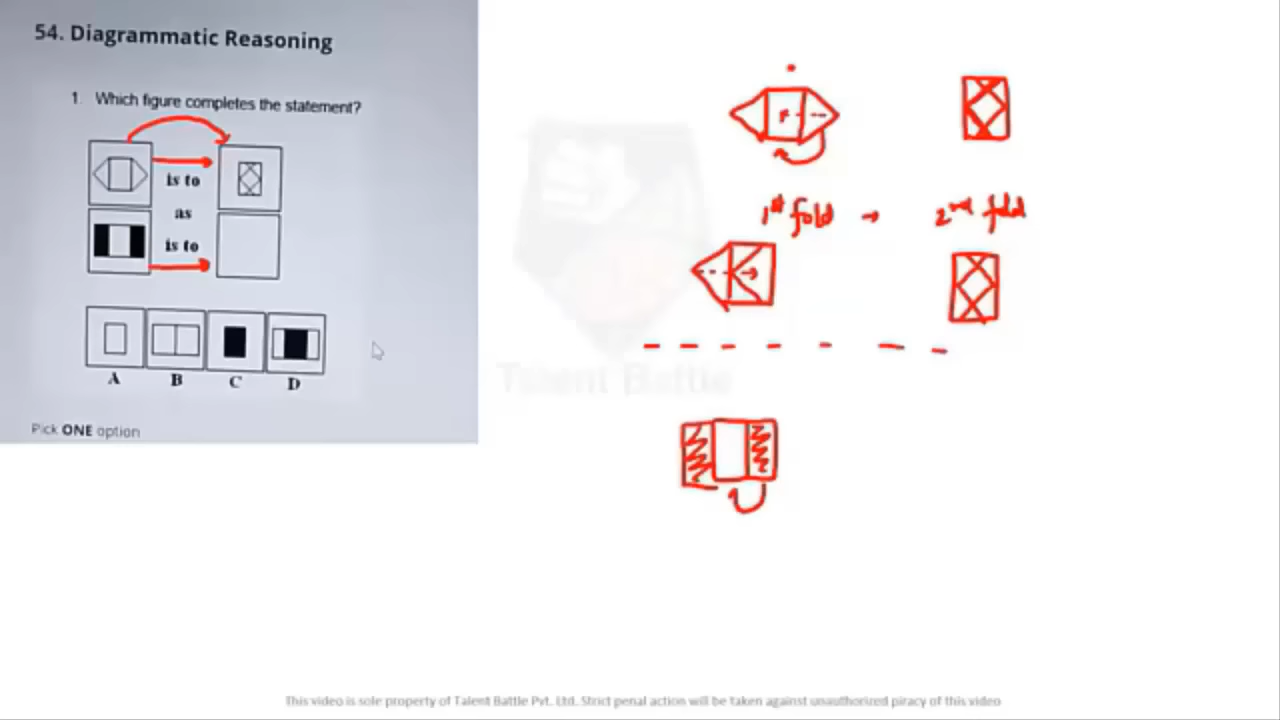 54. Diagrammatic Reasoning
1. Which figure completes the statement?
is to
as
is to
A B C D
Pick ONE option
1st fold → 2nd fold
Talent Battle
This video is sole property of Talent Battle Pvt. Ltd. Strict penal action will be taken against unauthorized piracy of this video